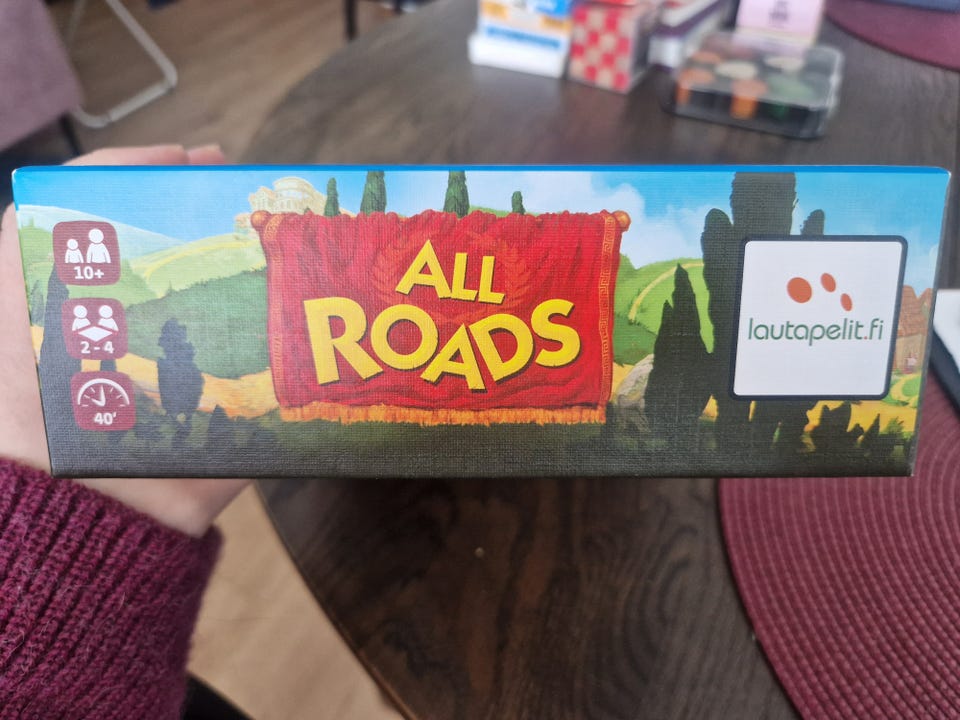 10+
2 - 4
40'
ALL
ROADS
lautapelit.fi